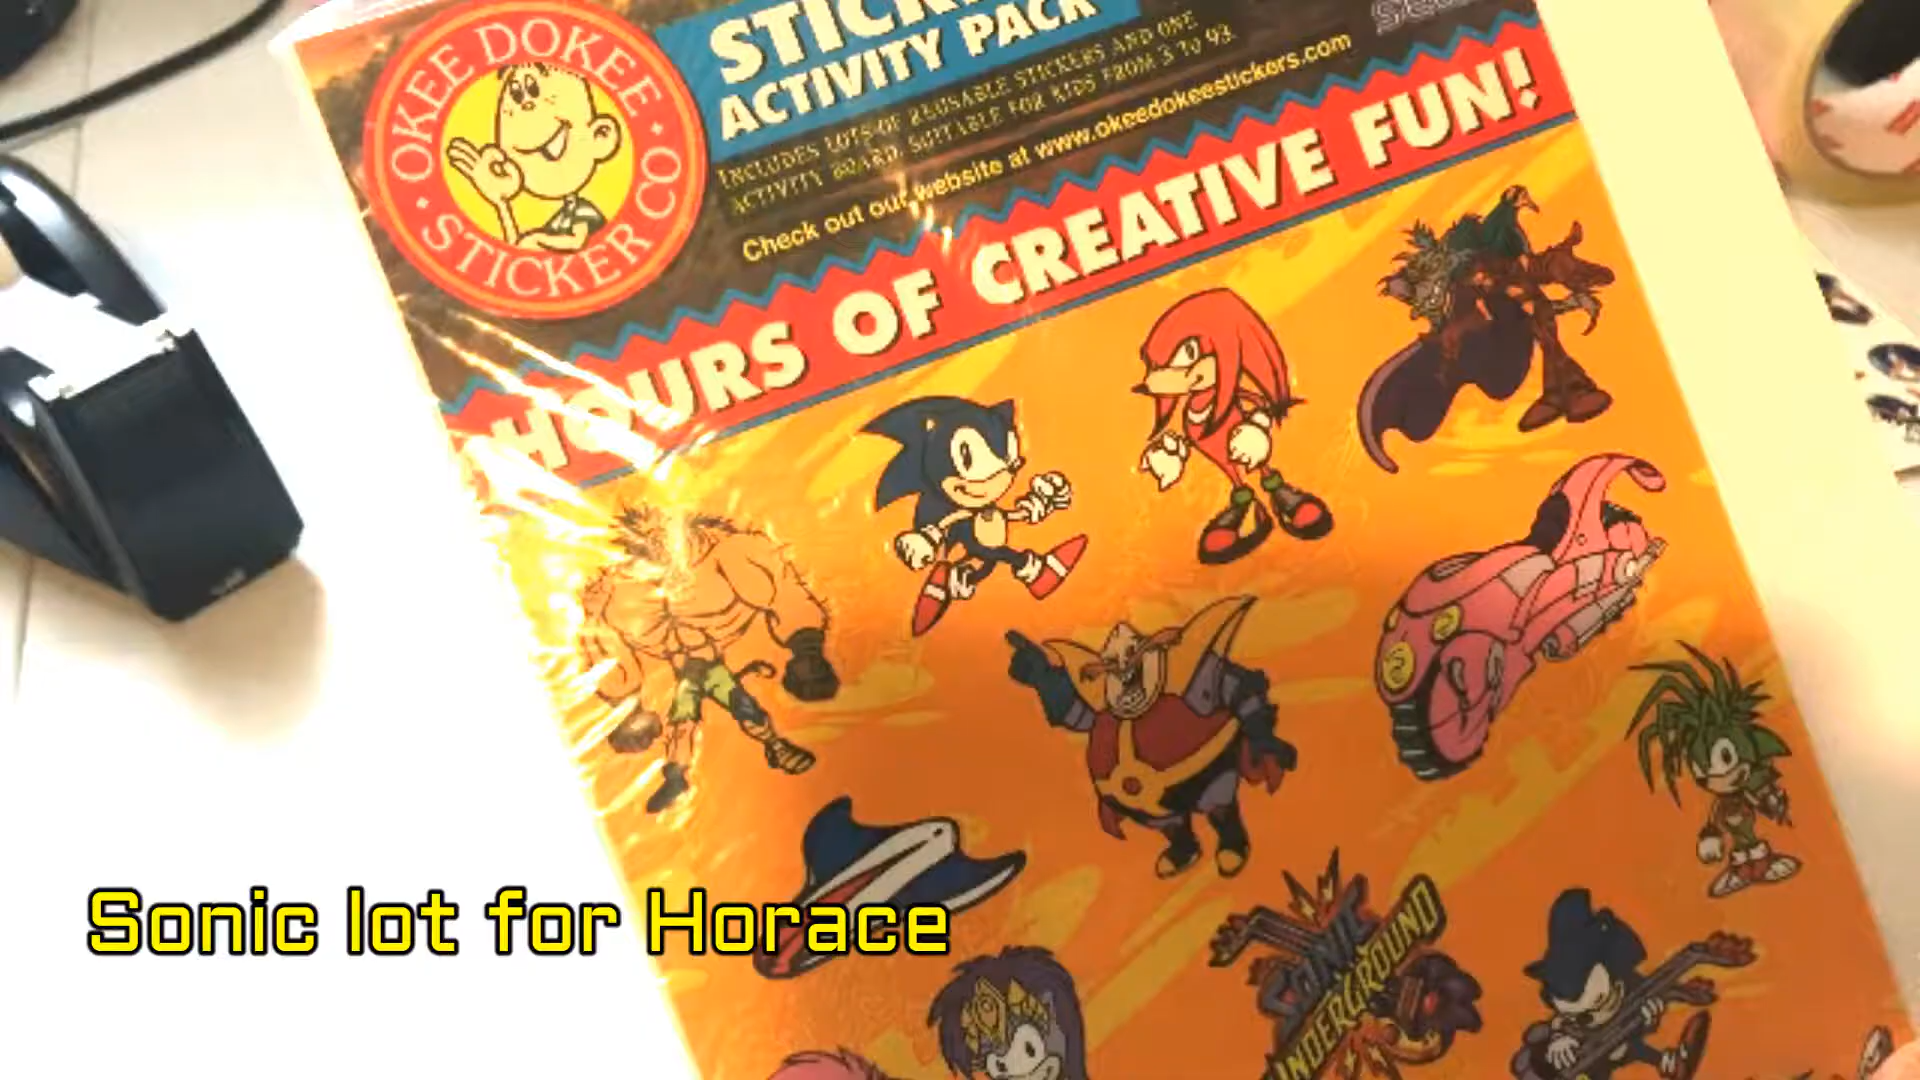 OKEE DOKEE
STICKER CO
ACTIVITY PACK
INCLUDES LOTS OF REUSABLE STICKERS AND ONE
ACTIVITY BOARD. SUITABLE FOR KIDS FROM 3 TO 93.
Check out our website at www.okeedokeestickers.com
HOURS OF CREATIVE FUN!
SONIC
UNDERGROUND
Sonic lot for Horace